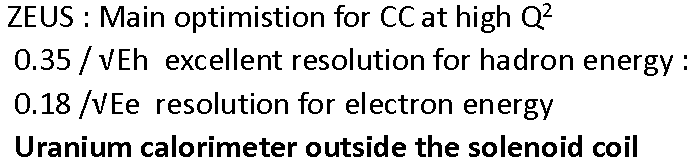 ZEUS : Main optimistion for CC at high Q²
0.35 / √Eh excellent resolution for hadron energy :
0.18 /√Ee resolution for electron energy
Uranium calorimeter outside the solenoid coil